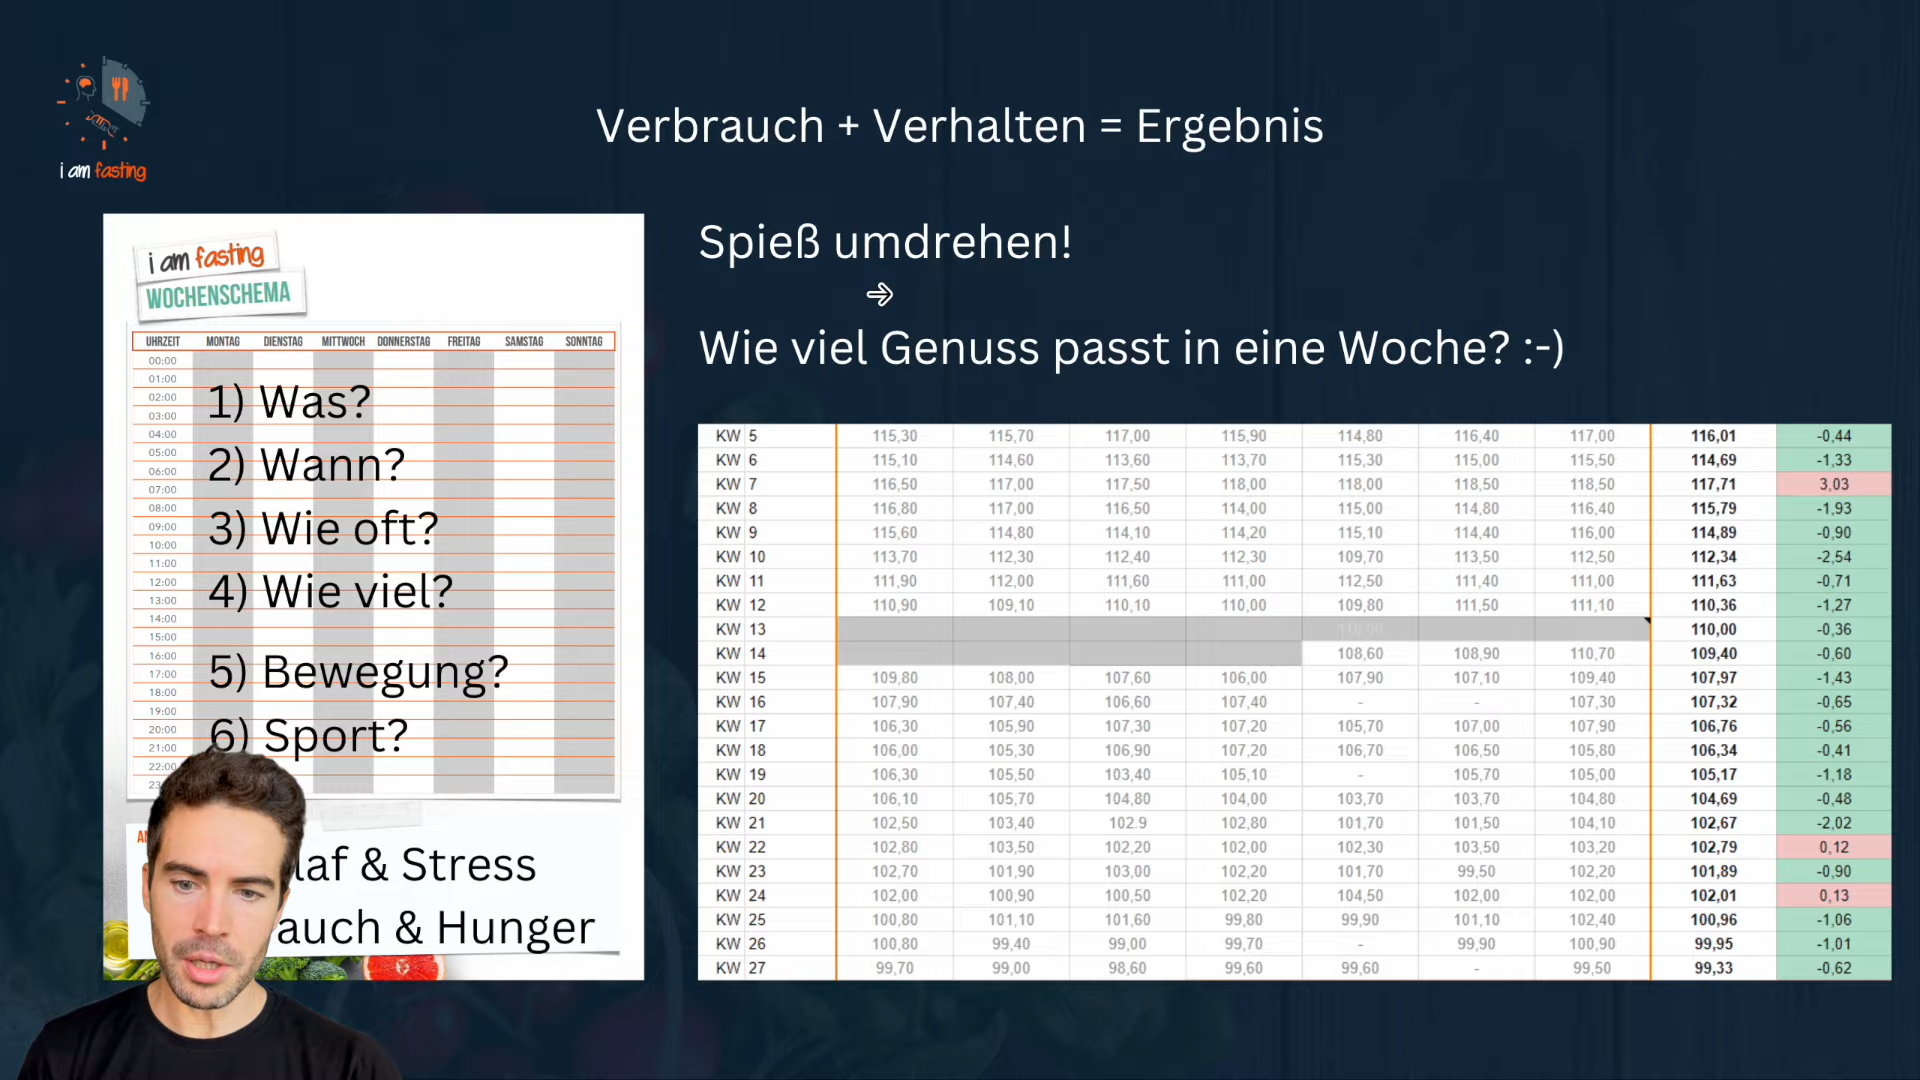 i am fasting
Verbrauch + Verhalten = Ergebnis
i am fasting
WOCHENSCHEMA
UHRZEIT MONTAG DIENSTAG MITTWOCH DONNERSTAG FREITAG SAMSTAG SONNTAG
00:00
01:00
02:00
03:00
04:00
05:00
06:00
07:00
08:00
09:00
10:00
11:00
12:00
13:00
14:00
15:00
16:00
17:00
18:00
19:00
20:00
21:00
22:00
1) Was?
2) Wann?
3) Wie oft?
4) Wie viel?
5) Bewegung?
6) Sport?
laf & Stress
auch & Hunger
Spieß umdrehen!
→
Wie viel Genuss passt in eine Woche? :-)
KW 5 115,30 115,70 117,00 115,90 114,80 116,40 117,00 116,01 -0,44
KW 6 115,10 114,60 113,60 113,70 115,30 115,00 115,50 114,69 -1,33
KW 7 116,50 117,00 117,50 118,00 118,00 118,50 118,50 117,71 3,03
KW 8 116,80 117,00 116,50 114,00 115,00 114,80 116,40 115,79 -1,93
KW 9 115,60 114,80 114,10 114,20 115,10 114,40 116,00 114,89 -0,90
KW 10 113,70 112,30 112,40 112,30 109,70 113,50 112,50 112,34 -2,54
KW 11 111,90 112,00 111,60 111,00 112,50 111,40 111,00 111,63 -0,71
KW 12 110,90 109,10 110,10 110,00 109,80 111,50 111,10 110,36 -1,27
KW 13 110,00 -0,36
KW 14 108,60 108,90 110,70 109,40 -0,60
KW 15 109,80 108,00 107,60 106,00 107,90 107,10 109,40 107,97 -1,43
KW 16 107,90 107,40 106,60 107,40 - - 107,30 107,32 -0,65
KW 17 106,30 105,90 107,30 107,20 105,70 107,00 107,90 106,76 -0,56
KW 18 106,00 105,30 106,90 107,20 106,70 106,50 105,80 106,34 -0,41
KW 19 106,30 105,50 103,40 105,10 - 105,70 105,00 105,17 -1,18
KW 20 106,10 105,70 104,80 104,00 103,70 103,70 104,80 104,69 -0,48
KW 21 102,50 103,40 102.9 102,80 101,70 101,50 104,10 102,67 -2,02
KW 22 102,80 103,50 102,20 102,00 102,30 103,50 103,20 102,79 0,12
KW 23 102,70 101,90 103,00 102,20 101,70 99,50 102,20 101,89 -0,90
KW 24 102,00 100,90 100,50 102,20 104,50 102,00 102,00 102,01 0,13
KW 25 100,80 101,10 101,60 99,80 99,90 101,10 102,40 100,96 -1,06
KW 26 100,80 99,40 99,00 99,70 - 99,90 100,90 99,95 -1,01
KW 27 99,70 99,00 98,60 99,60 99,60 - 99,50 99,33 -0,62